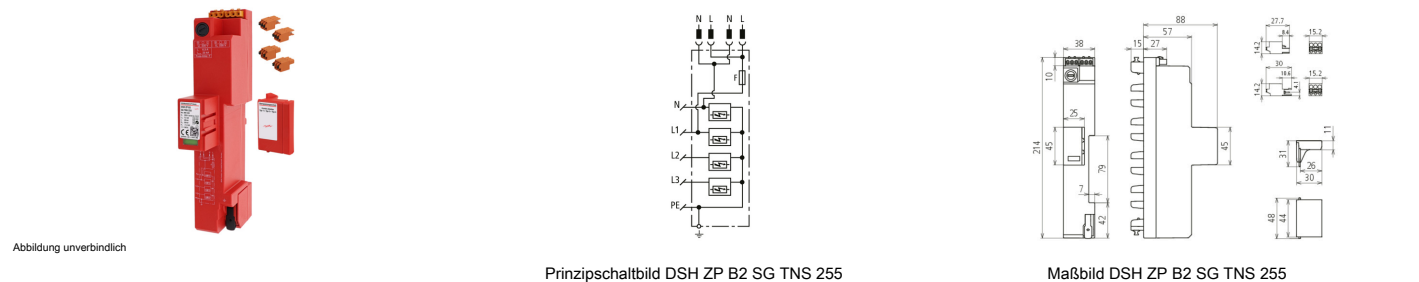 Abbildung unverbindlich
N L N L
F
N
L1
L2
L3
PE
Prinzipschaltbild DSH ZP B2 SG TNS 255
88
57
38
15 27
10
25
45
214
79
7
42
45
27.7
8.4
15.2
14.2
30
10.6
15.2
4.1
14.2
11
31
26
30
48
44
Maßbild DSH ZP B2 SG TNS 255